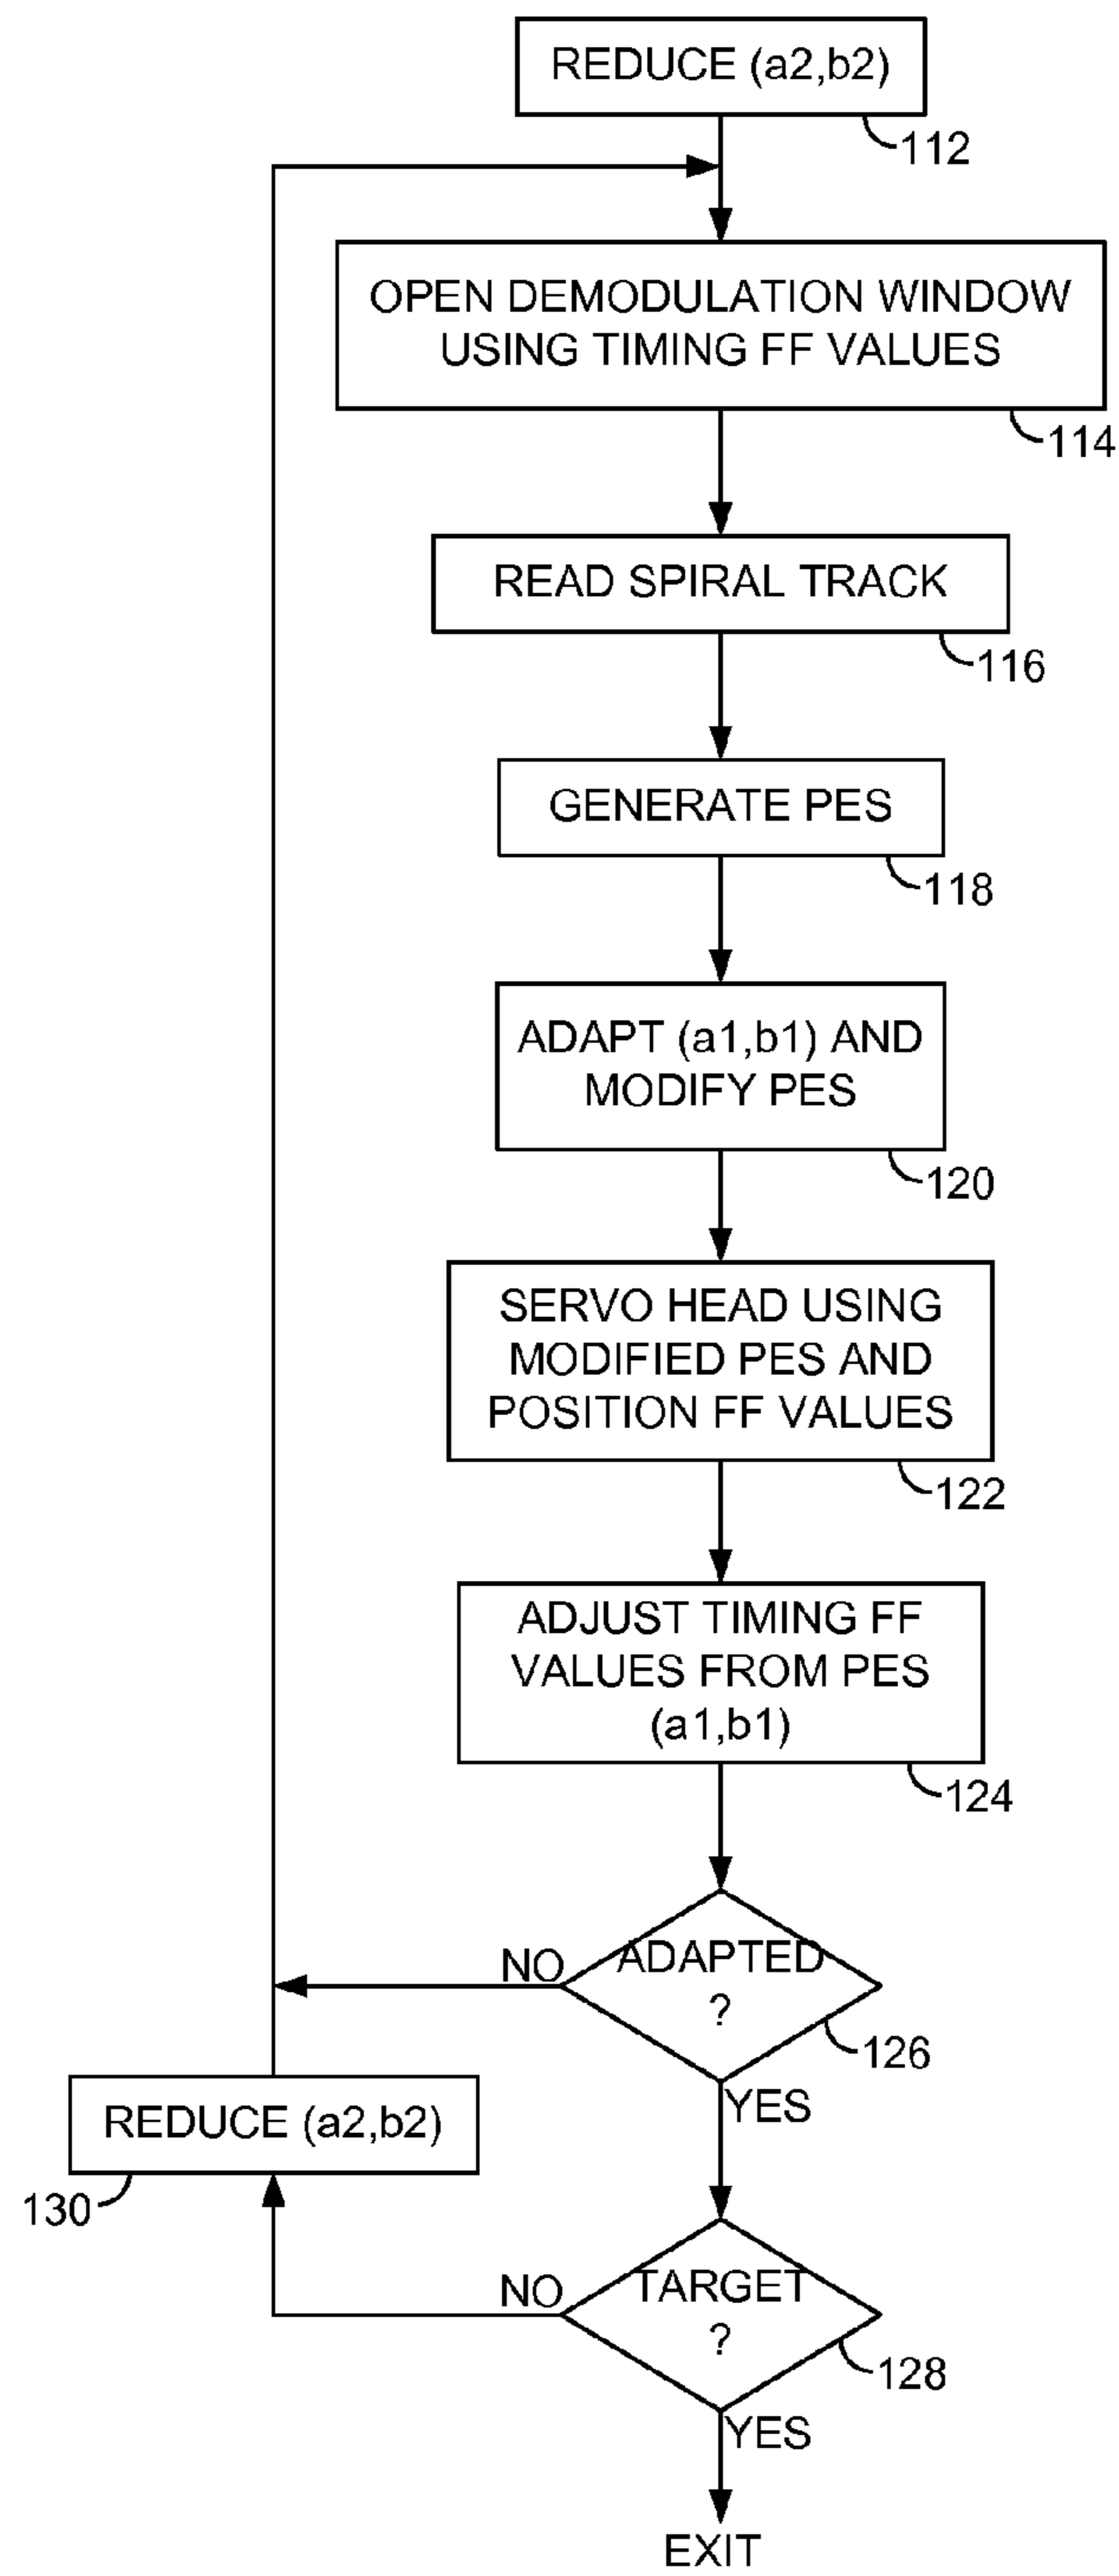 REDUCE (a2,b2)
112
OPEN DEMODULATION WINDOW
USING TIMING FF VALUES
114
READ SPIRAL TRACK
116
GENERATE PES
118
ADAPT (a1,b1) AND
MODIFY PES
120
SERVO HEAD USING
MODIFIED PES AND
POSITION FF VALUES
122
ADJUST TIMING FF
VALUES FROM PES
(a1,b1)
124
ADAPTED
?
NO
126
YES
REDUCE (a2,b2)
130
TARGET
?
NO
128
YES
EXIT